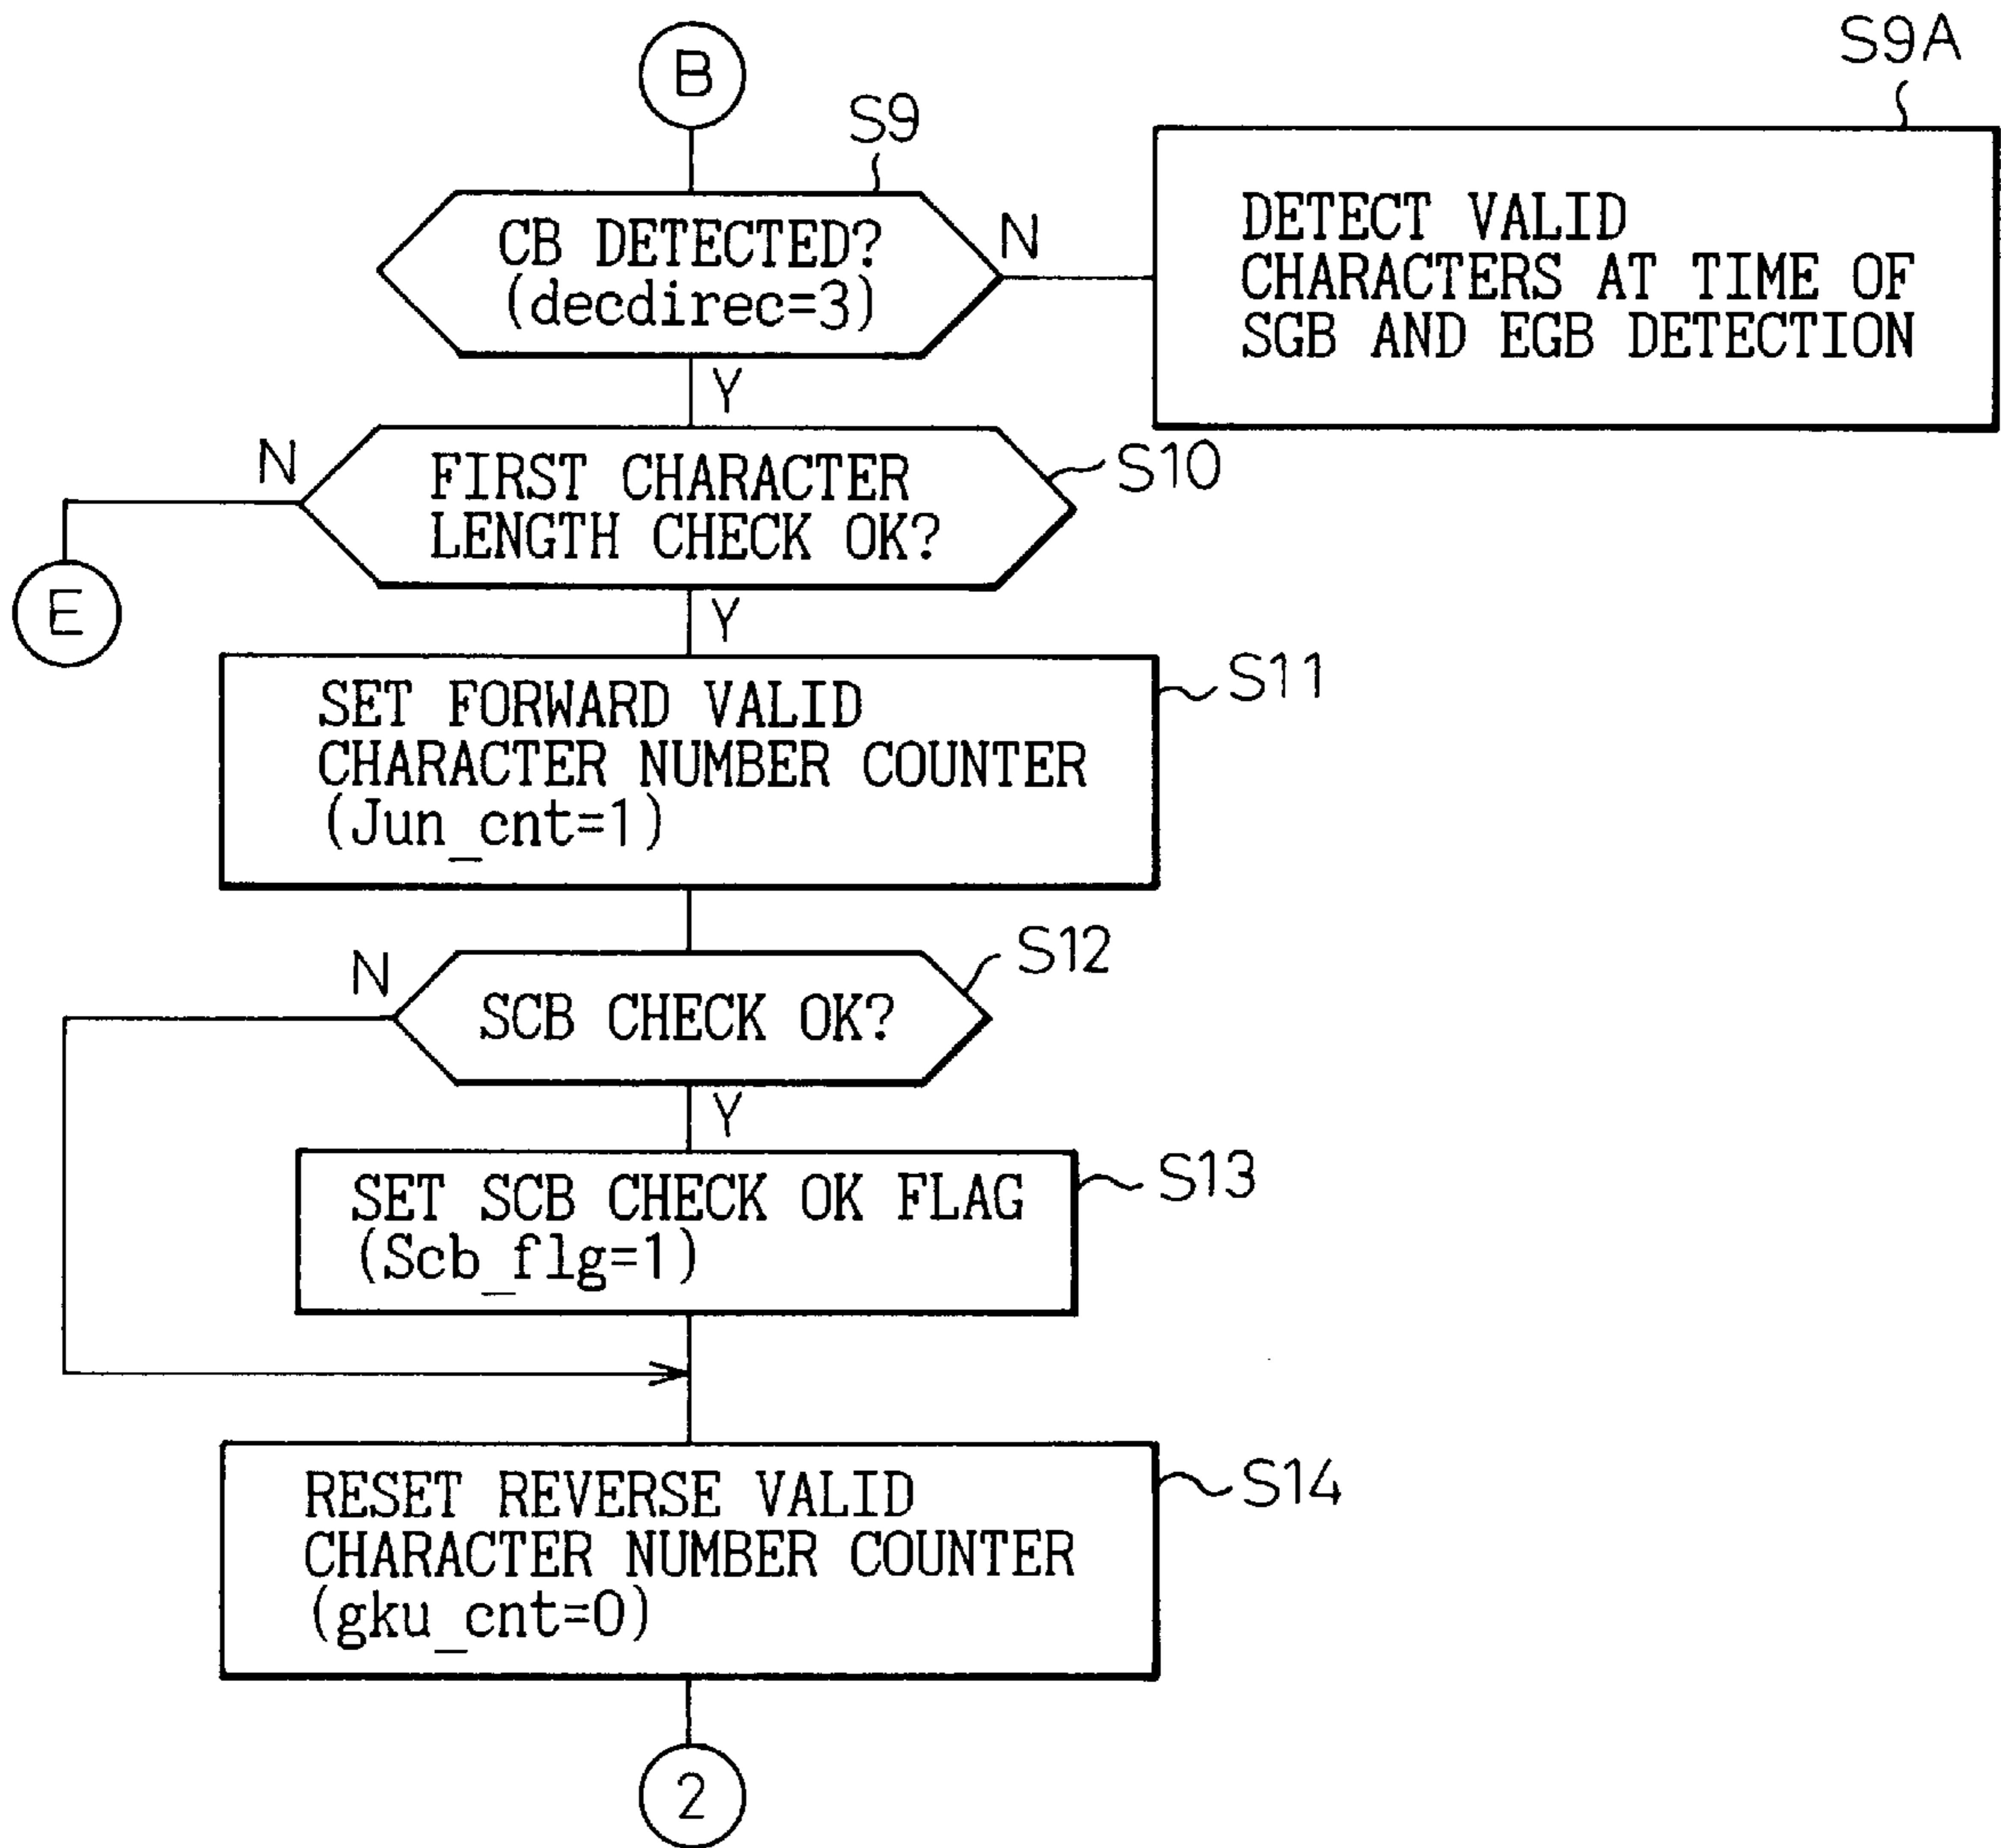 B
S9
S9A
CB DETECTED?
(decdirec=3)
N
DETECT VALID
CHARACTERS AT TIME OF
SGB AND EGB DETECTION
Y
N
FIRST CHARACTER
LENGTH CHECK OK?
S10
E
Y
SET FORWARD VALID
CHARACTER NUMBER COUNTER
(Jun_cnt=1)
S11
N
SCB CHECK OK?
S12
Y
SET SCB CHECK OK FLAG
(Scb_flg=1)
S13
RESET REVERSE VALID
CHARACTER NUMBER COUNTER
(gku_cnt=0)
S14
2